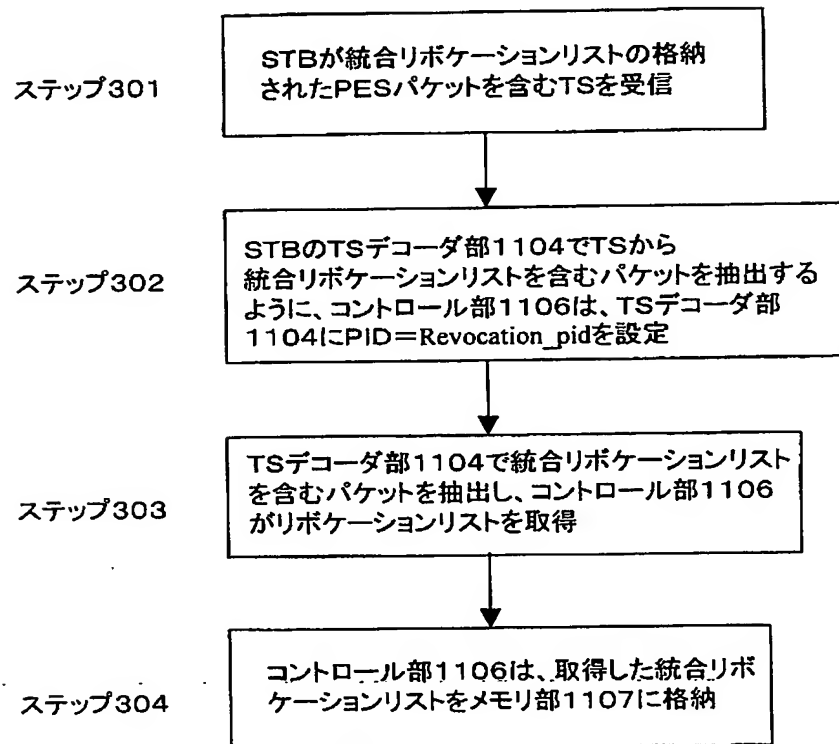 ステップ301
STBが統合リボケーションリストの格納
されたPESパケットを含むTSを受信
ステップ302
STBのTSデコーダ部1104でTSから
統合リボケーションリストを含むパケットを抽出する
ように、コントロール部1106は、TSデコーダ部
1104にPID=Revocation_pidを設定
ステップ303
TSデコーダ部1104で統合リボケーションリスト
を含むパケットを抽出し、コントロール部1106
がリボケーションリストを取得
ステップ304
コントロール部1106は、取得した統合リボ
ケーションリストをメモリ部1107に格納